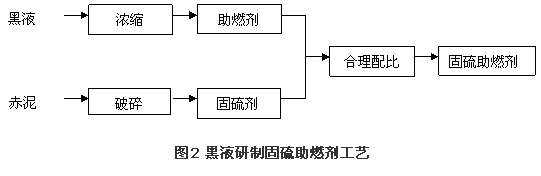 黑液 浓缩 助燃剂
合理配比 固硫助燃剂
赤泥 破碎 固硫剂
图2 黑液研制固硫助燃剂工艺